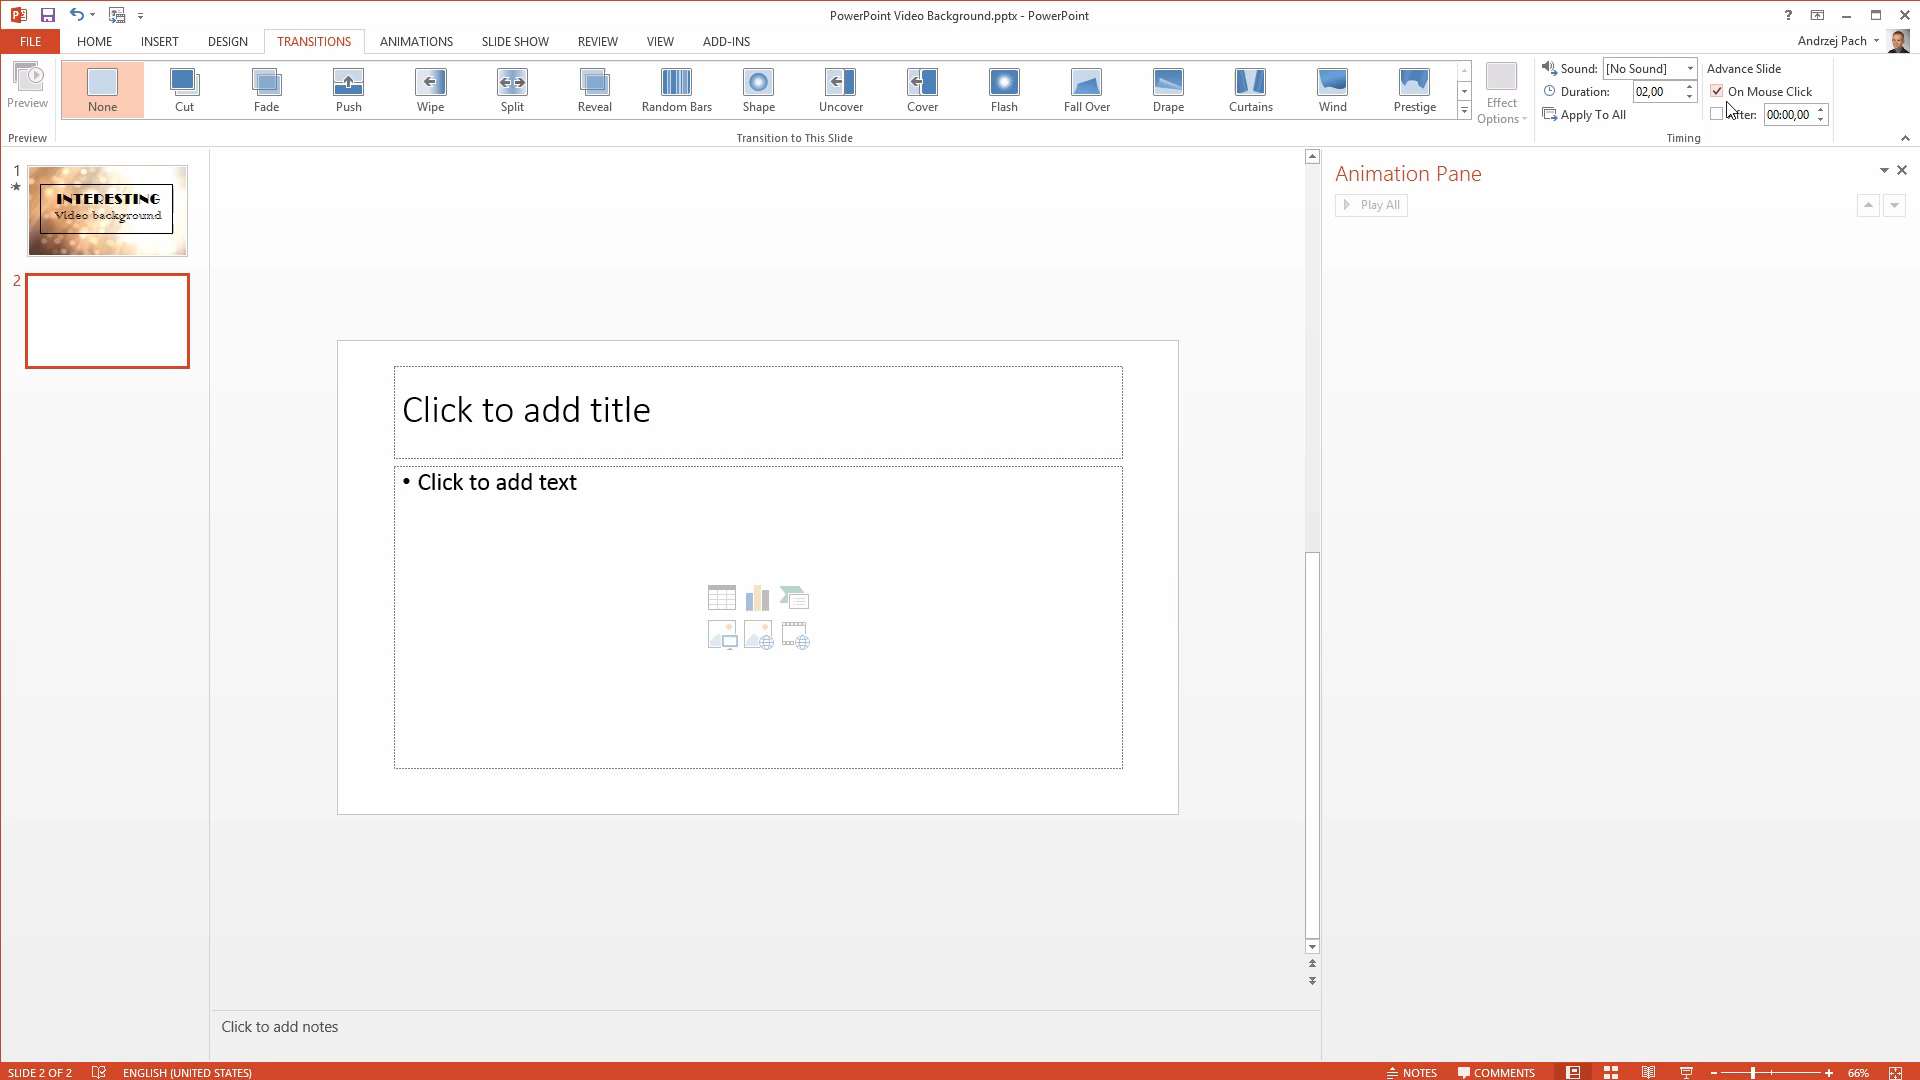 PowerPoint Video Background.pptx - PowerPoint
?
FILE HOME INSERT DESIGN TRANSITIONS ANIMATIONS SLIDE SHOW REVIEW VIEW ADD-INS
Andrzej Pach
Preview
None Cut Fade Push Wipe Split Reveal Random Bars Shape Uncover Cover Flash Fall Over Drape Curtains Wind Prestige
Effect
Options
Sound: [No Sound]
Duration: 02,00
Apply To All
Advance Slide
On Mouse Click
00:00,00
Preview
Transition to This Slide
Timing
1
INTERESTING
Video background
2
Click to add title
• Click to add text
Animation Pane
Play All
Click to add notes
SLIDE 2 OF 2 ENGLISH (UNITED STATES) NOTES COMMENTS 66%